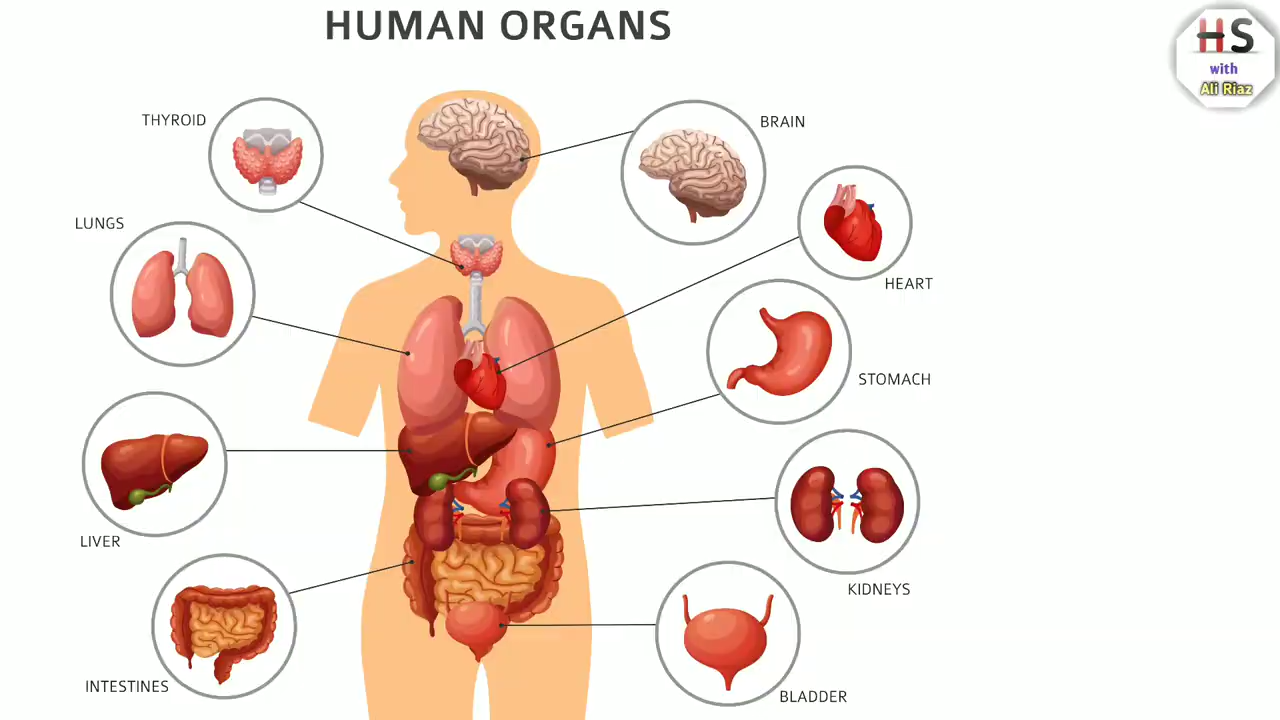 HUMAN ORGANS
HS
with
Ali Riaz
THYROID
BRAIN
LUNGS
HEART
STOMACH
LIVER
KIDNEYS
INTESTINES
BLADDER